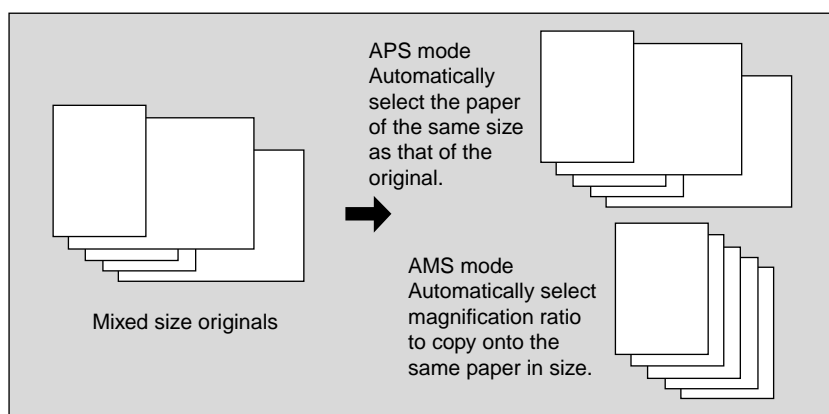 Mixed size originals
APS mode
Automatically
select the paper
of the same size
as that of the
original.
AMS mode
Automatically select
magnification ratio
to copy onto the
same paper in size.